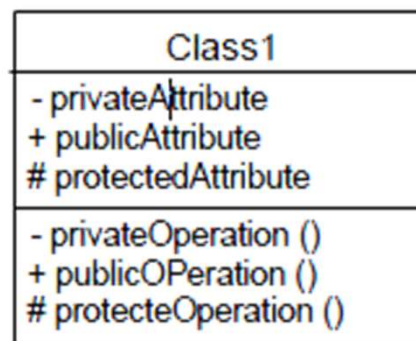 Class1
- privateAttribute
+ publicAttribute
# protectedAttribute
- privateOperation ()
+ publicOPeration ()
# protecteOperation ()